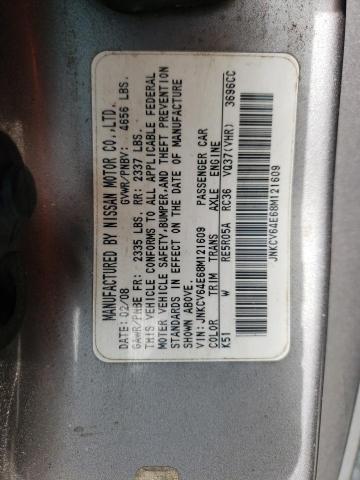 MANUFACTURED BY NISSAN MOTOR CO.,LTD.
DATE: 02/08 GVWR/PNBV: 4656 LBS.
GAWR/PNBE FR: 2335 LBS. RR: 2337 LBS.
THIS VEHICLE CONFORMS TO ALL APPLICABLE FEDERAL
MOTER VEHICLE SAFETY,BUMPER,AND THEFT PREVENTION
STANDARDS IN EFFECT ON THE DATE OF MANUFACTURE
SHOWN ABOVE.
VIN: JNKCV64E68M121609 PASSENGER CAR
COLOR TRIM TRANS AXLE ENGINE
K51 W RE5R05A RC36 VQ37(VHR) 3696CC
JNKCV64E68M121609